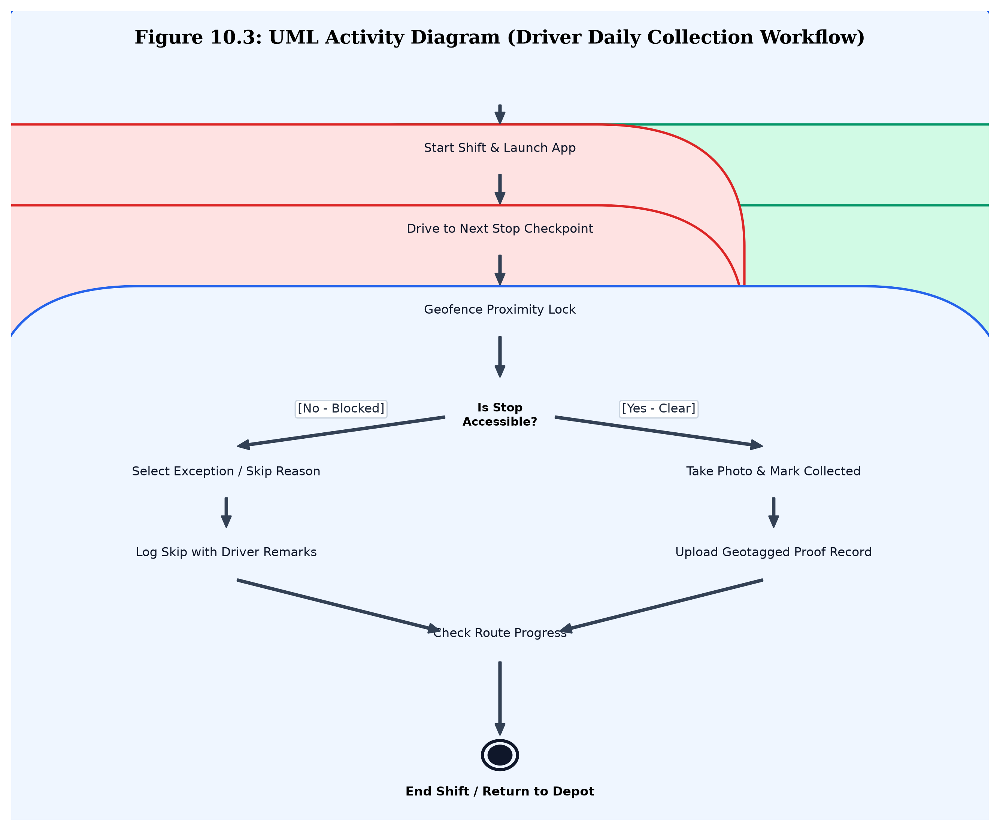 Figure 10.3: UML Activity Diagram (Driver Daily Collection Workflow)
Start Shift & Launch App
Drive to Next Stop Checkpoint
Geofence Proximity Lock
[No - Blocked]
Is Stop
Accessible?
[Yes - Clear]
Select Exception / Skip Reason
Take Photo & Mark Collected
Log Skip with Driver Remarks
Upload Geotagged Proof Record
Check Route Progress
End Shift / Return to Depot